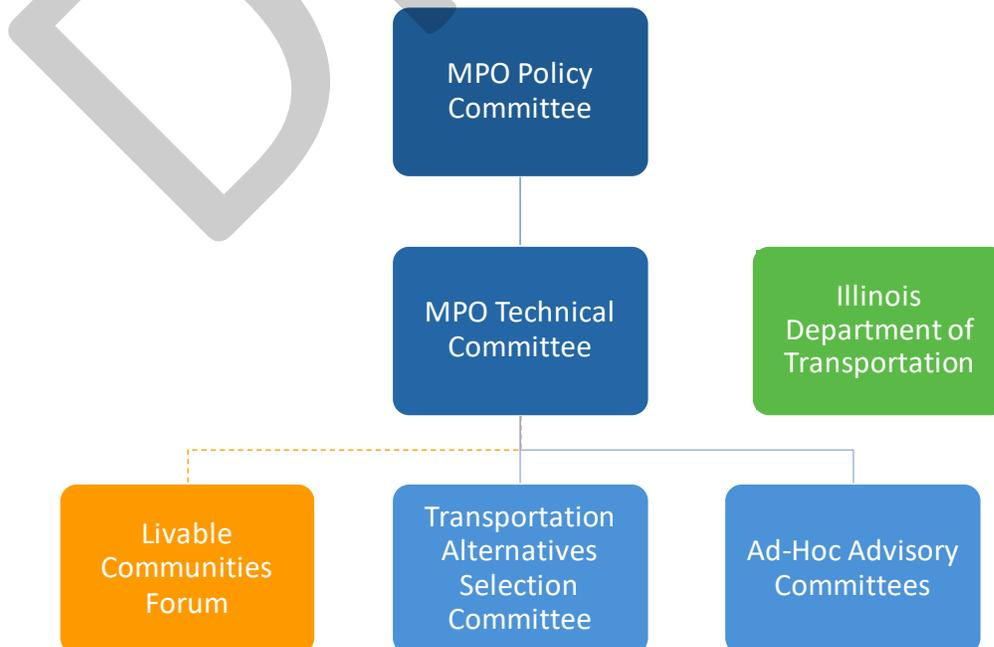 MPO Policy
Committee
MPO Technical
Committee
Illinois
Department of
Transportation
Livable
Communities
Forum
Transportation
Alternatives
Selection
Committee
Ad-Hoc Advisory
Committees